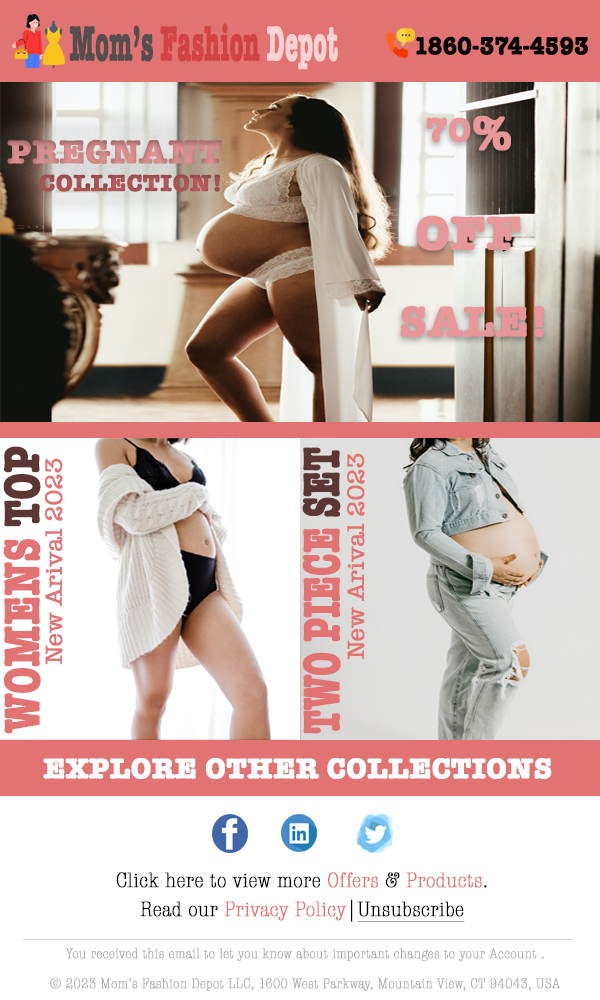 Mom's Fashion Depot
1860-374-4593
PREGNANT
COLLECTION!
70%
OFF
SALE!
WOMENS TOP
New Arival 2023
TWO PIECE SET
New Arival 2023
EXPLORE OTHER COLLECTIONS
Click here to view more Offers & Products.
Read our Privacy Policy|Unsubscribe
You received this email to let you know about important changes to your Account .
© 2023 Mom's Fashion Depot LLC, 1600 West Parkway, Mountain View, CT 94043, USA